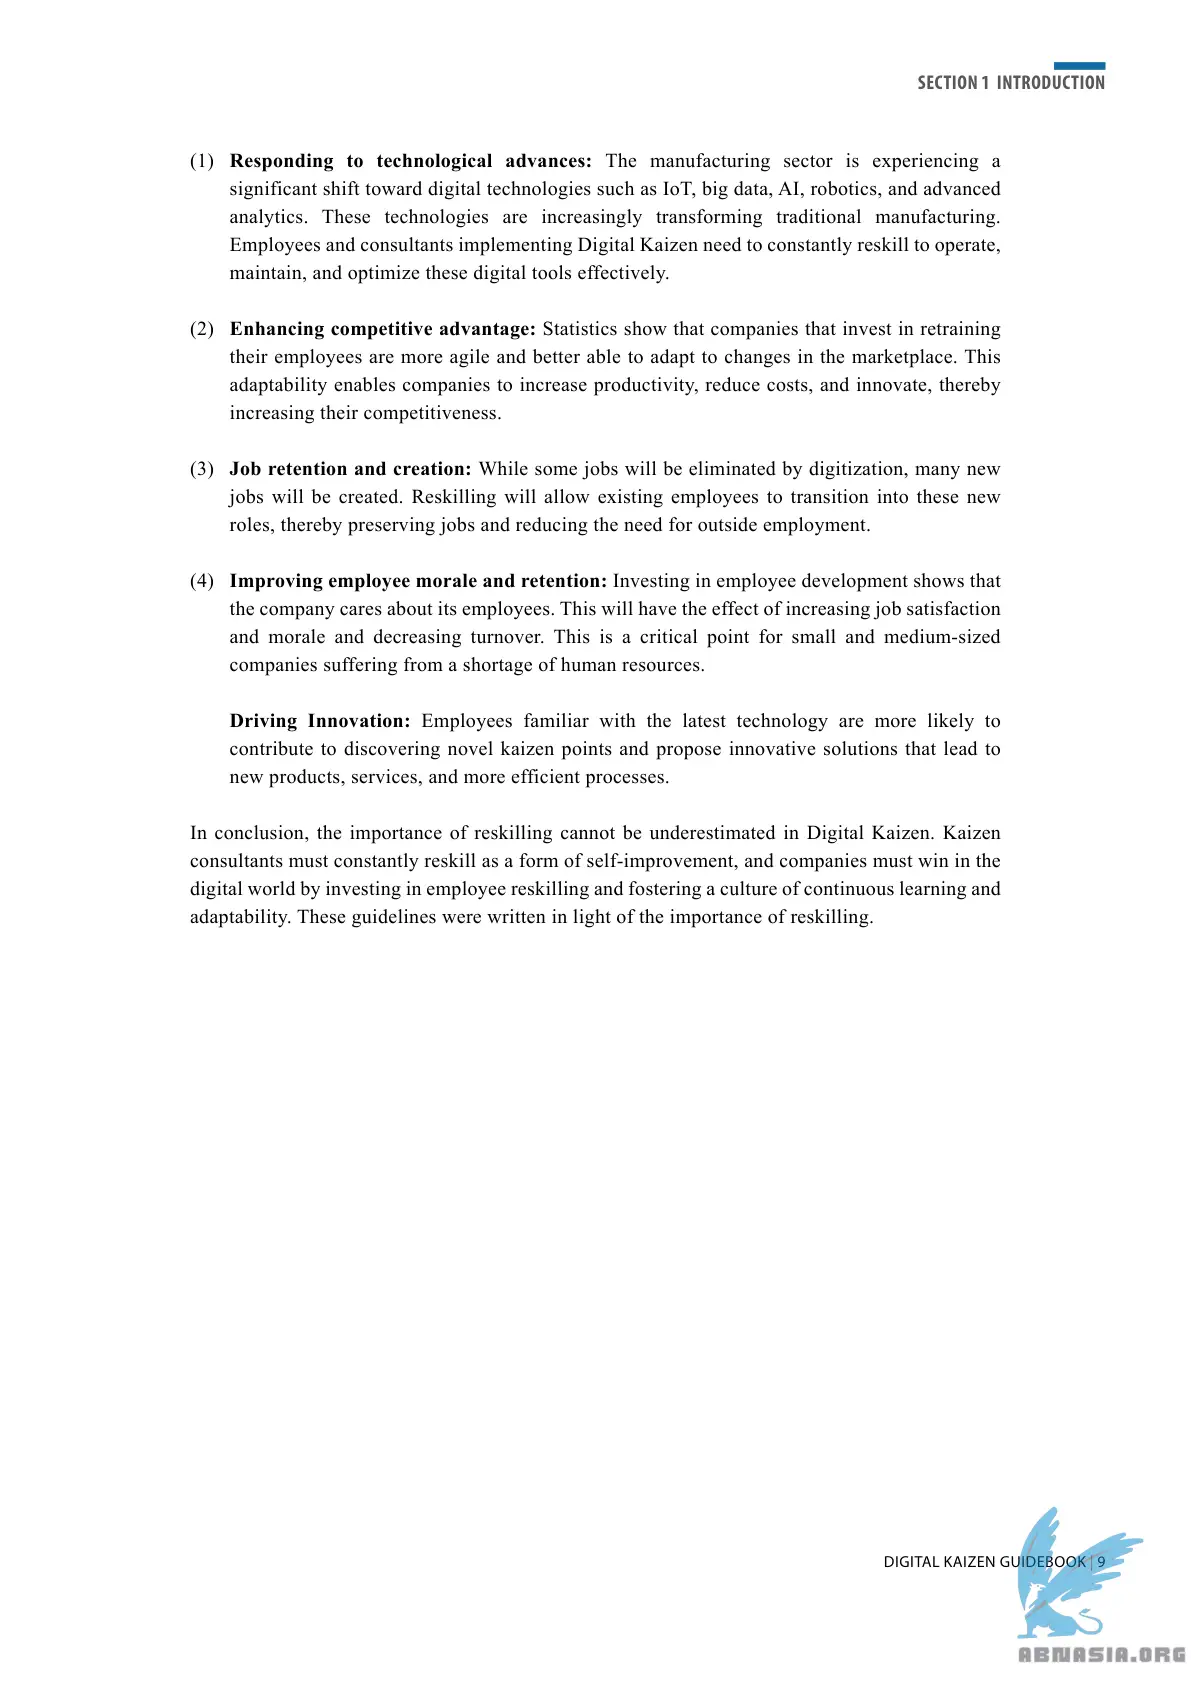 SECTION 1 INTRODUCTION
(1) Responding to technological advances: The manufacturing sector is experiencing a
significant shift toward digital technologies such as IoT, big data, AI, robotics, and advanced
analytics. These technologies are increasingly transforming traditional manufacturing.
Employees and consultants implementing Digital Kaizen need to constantly reskill to operate,
maintain, and optimize these digital tools effectively.
(2) Enhancing competitive advantage: Statistics show that companies that invest in retraining
their employees are more agile and better able to adapt to changes in the marketplace. This
adaptability enables companies to increase productivity, reduce costs, and innovate, thereby
increasing their competitiveness.
(3) Job retention and creation: While some jobs will be eliminated by digitization, many new
jobs will be created. Reskilling will allow existing employees to transition into these new
roles, thereby preserving jobs and reducing the need for outside employment.
(4) Improving employee morale and retention: Investing in employee development shows that
the company cares about its employees. This will have the effect of increasing job satisfaction
and morale and decreasing turnover. This is a critical point for small and medium-sized
companies suffering from a shortage of human resources.
Driving Innovation: Employees familiar with the latest technology are more likely to
contribute to discovering novel kaizen points and propose innovative solutions that lead to
new products, services, and more efficient processes.
In conclusion, the importance of reskilling cannot be underestimated in Digital Kaizen. Kaizen
consultants must constantly reskill as a form of self-improvement, and companies must win in the
digital world by investing in employee reskilling and fostering a culture of continuous learning and
adaptability. These guidelines were written in light of the importance of reskilling.
DIGITAL KAIZEN GUIDEBOOK | 9
ABNASIA.ORG